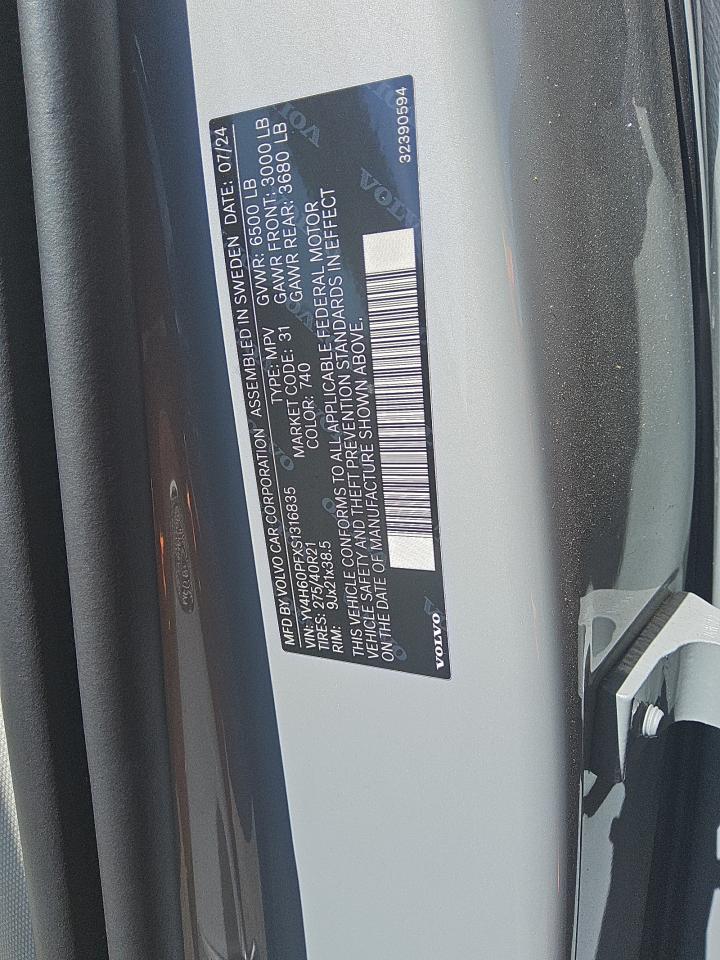 MFD BY VOLVO CAR CORPORATION ASSEMBLED IN SWEDEN DATE: 07/24
VIN: YV4H60PFXS1316835 TYPE: MPV GVWR: 6500 LB
TIRES: 275/40R21 MARKET CODE: 31 GAWR FRONT: 3000 LB
RIM: 9Jx21x38.5 COLOR: 740 GAWR REAR: 3680 LB
THIS VEHICLE CONFORMS TO ALL APPLICABLE FEDERAL MOTOR
VEHICLE SAFETY AND THEFT PREVENTION STANDARDS IN EFFECT
ON THE DATE OF MANUFACTURE SHOWN ABOVE.
VOLVO
32390594